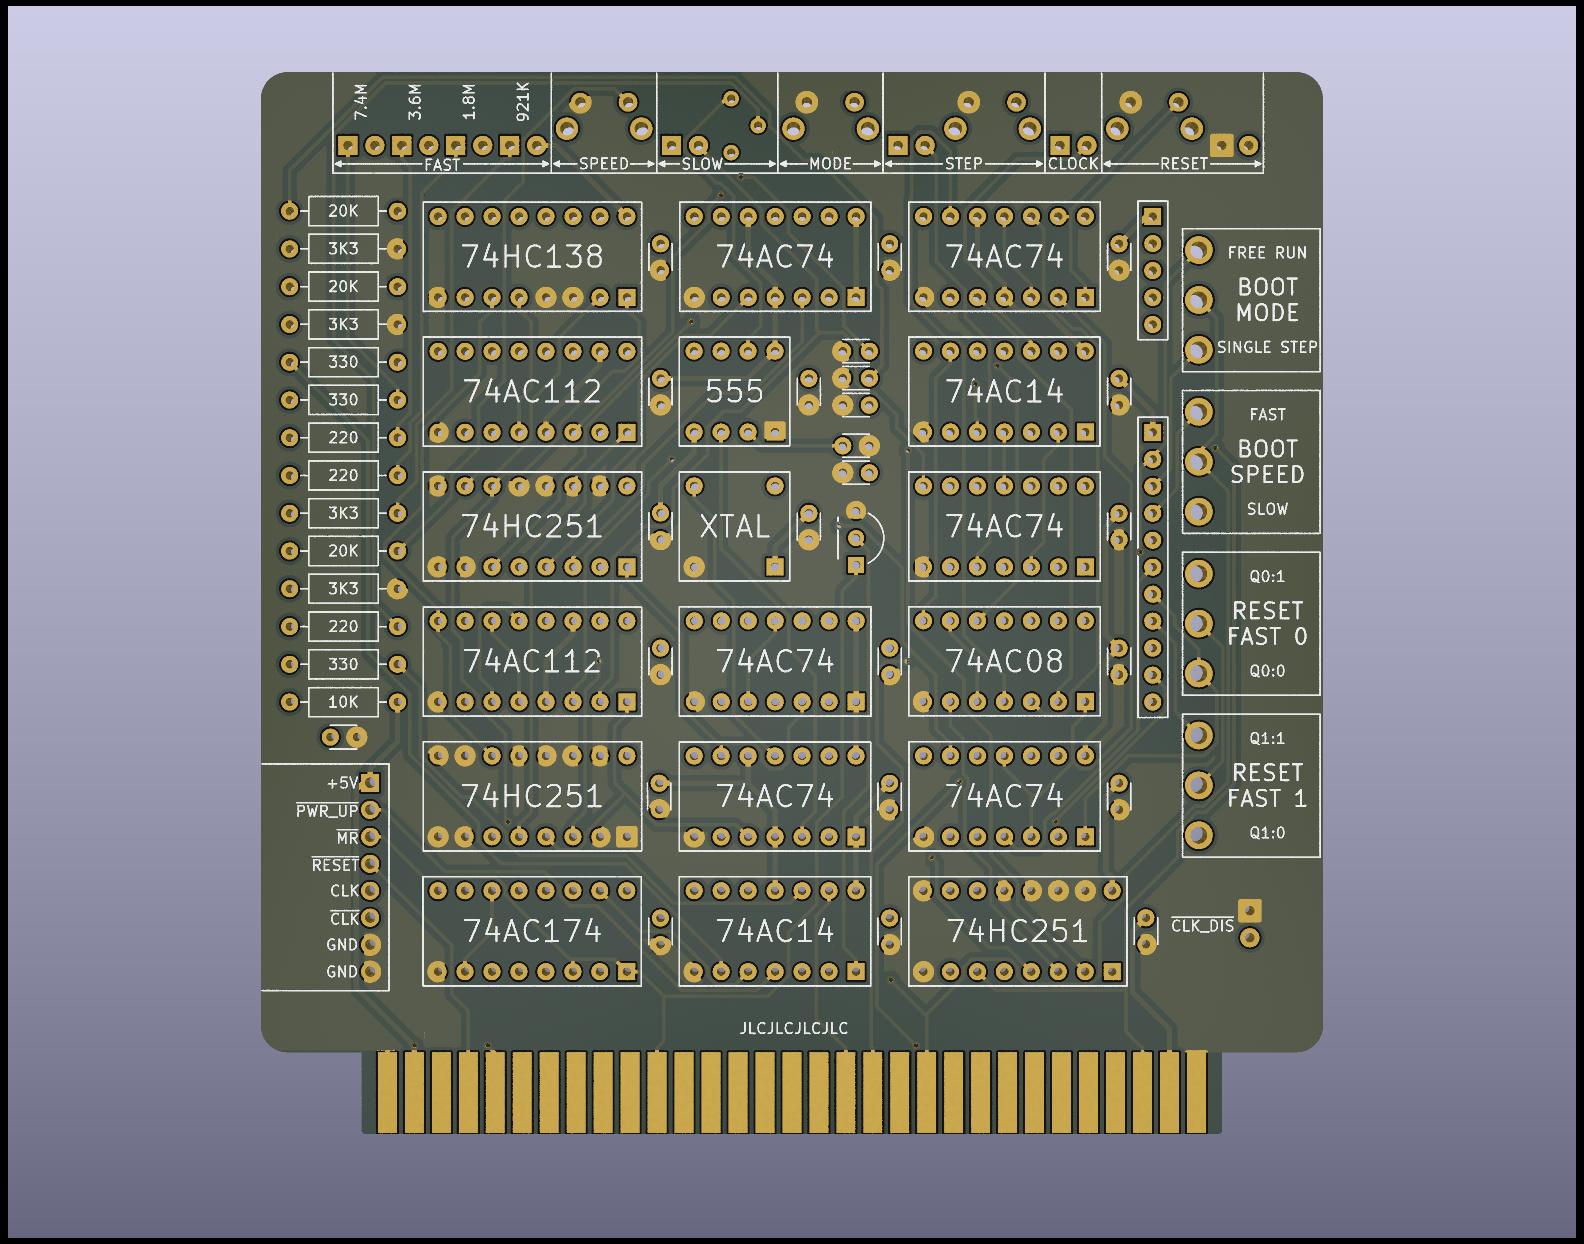 7.4M
3.6M
1.8M
921K
FAST
SPEED
SLOW
MODE
STEP
CLOCK
RESET
20K
3K3
20K
3K3
330
330
220
220
3K3
20K
3K3
220
330
10K
74HC138
74AC74
74AC74
74AC112
555
74AC14
74HC251
XTAL
74AC74
74AC112
74AC74
74AC08
74HC251
74AC74
74AC74
74AC174
74AC14
74HC251
FREE RUN
BOOT
MODE
SINGLE STEP
FAST
BOOT
SPEED
SLOW
Q0:1
RESET
FAST 0
Q0:0
Q1:1
RESET
FAST 1
Q1:0
CLK_DIS
+5V
PWR_UP
MR
RESET
CLK
CLK
GND
GND
JLCJLCJLCJLC